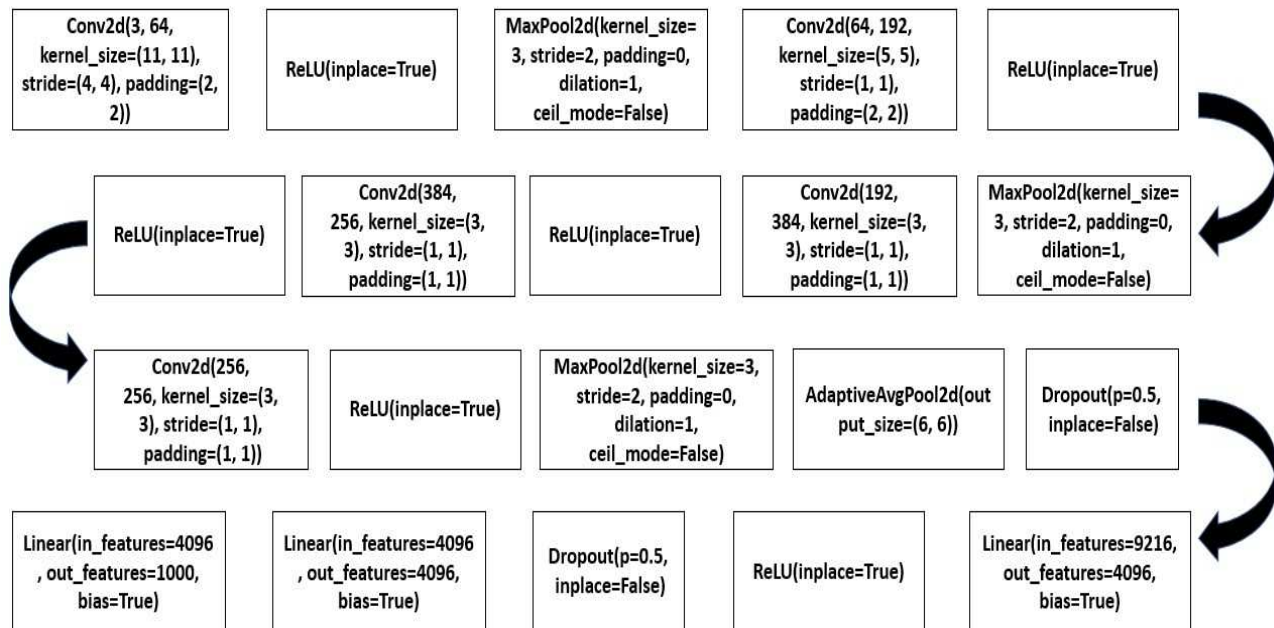 Conv2d(3, 64,
kernel_size=(11, 11),
stride=(4, 4), padding=(2,
2))
ReLU(inplace=True)
MaxPool2d(kernel_size=
3, stride=2, padding=0,
dilation=1,
ceil_mode=False)
Conv2d(64, 192,
kernel_size=(5, 5),
stride=(1, 1),
padding=(2, 2))
ReLU(inplace=True)
ReLU(inplace=True)
Conv2d(384,
256, kernel_size=(3,
3), stride=(1, 1),
padding=(1, 1))
ReLU(inplace=True)
Conv2d(192,
384, kernel_size=(3,
3), stride=(1, 1),
padding=(1, 1))
MaxPool2d(kernel_size=
3, stride=2, padding=0,
dilation=1,
ceil_mode=False)
Conv2d(256,
256, kernel_size=(3,
3), stride=(1, 1),
padding=(1, 1))
ReLU(inplace=True)
MaxPool2d(kernel_size=3,
stride=2, padding=0,
dilation=1,
ceil_mode=False)
AdaptiveAvgPool2d(out
put_size=(6, 6))
Dropout(p=0.5,
inplace=False)
Linear(in_features=4096
, out_features=1000,
bias=True)
Linear(in_features=4096
, out_features=4096,
bias=True)
Dropout(p=0.5,
inplace=False)
ReLU(inplace=True)
Linear(in_features=9216,
out_features=4096,
bias=True)